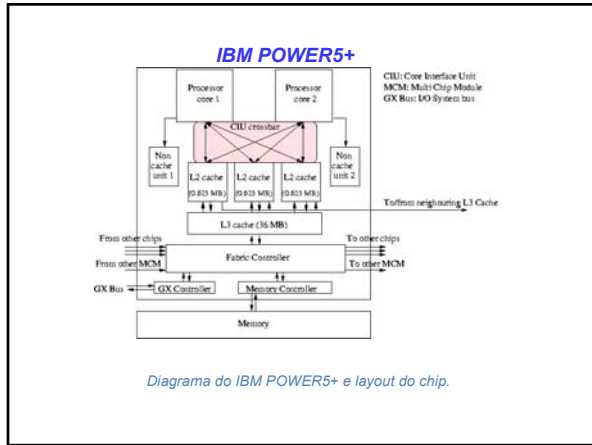 IBM POWER5+
CIU: Core Interface Unit
MCM: Multi Chip Module
GX Bus: I/O System bus
Processor
core 1
Processor
core 2
CIU crossbar
Non
cache
unit 1
L2 cache
(0.625 MB)
L2 cache
(0.625 MB)
L2 cache
(0.625 MB)
Non
cache
unit 2
To/from neighbouring L3 Cache
L3 cache (36 MB)
From other chips
To other chips
Fabric Controller
From other MCM
To other MCM
GX Bus
GX Controller
Memory Controller
Memory
Diagrama do IBM POWER5+ e layout do chip.